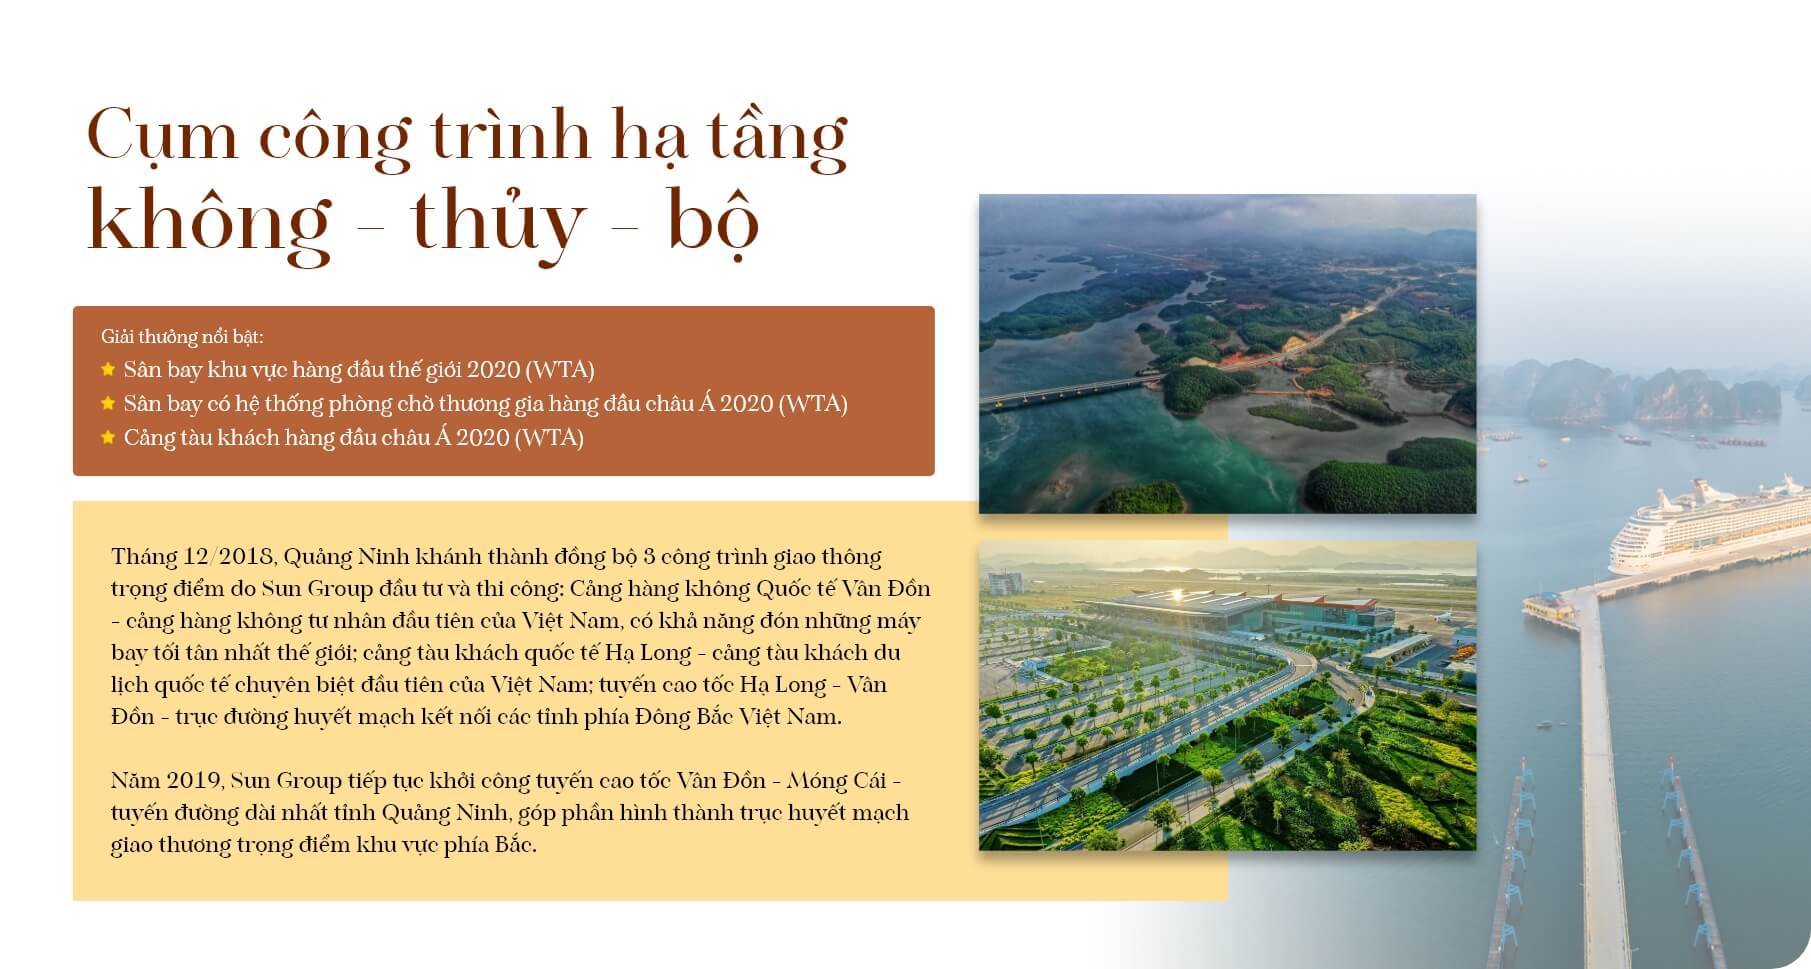 Cụm công trình hạ tầng
không - thủy - bộ
Giải thưởng nổi bật:
Sân bay khu vực hàng đầu thế giới 2020 (WTA)
Sân bay có hệ thống phòng chờ thương gia hàng đầu châu Á 2020 (WTA)
Cảng tàu khách hàng đầu châu Á 2020 (WTA)
Tháng 12/2018, Quảng Ninh khánh thành đồng bộ 3 công trình giao thông
trọng điểm do Sun Group đầu tư và thi công: Cảng hàng không Quốc tế Vân Đồn
- cảng hàng không tư nhân đầu tiên của Việt Nam, có khả năng đón những máy
bay tối tân nhất thế giới; cảng tàu khách quốc tế Hạ Long - cảng tàu khách du
lịch quốc tế chuyên biệt đầu tiên của Việt Nam; tuyến cao tốc Hạ Long - Vân
Đồn - trục đường huyết mạch kết nối các tỉnh phía Đông Bắc Việt Nam.
Năm 2019, Sun Group tiếp tục khởi công tuyến cao tốc Vân Đồn - Móng Cái -
tuyến đường dài nhất tỉnh Quảng Ninh, góp phần hình thành trục huyết mạch
giao thương trọng điểm khu vực phía Bắc.